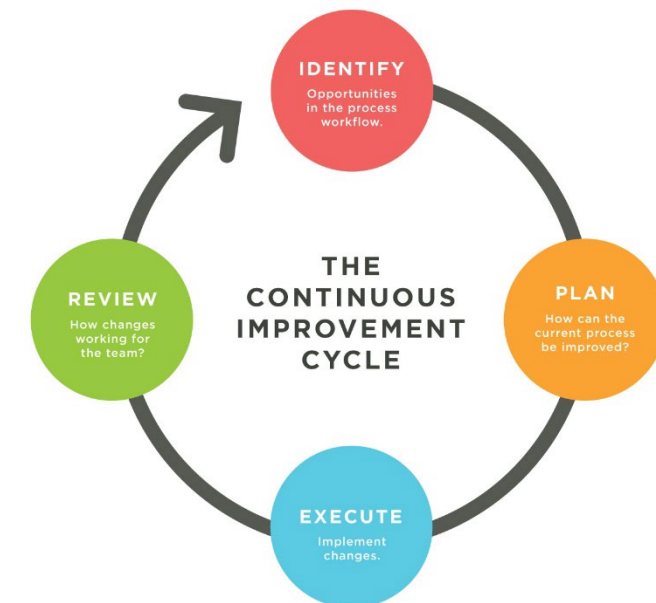 IDENTIFY
Opportunities
in the process
workflow.
PLAN
How can the
current process
be improved?
EXECUTE
Implement
changes.
REVIEW
How changes
working for
the team?
THE
CONTINUOUS
IMPROVEMENT
CYCLE